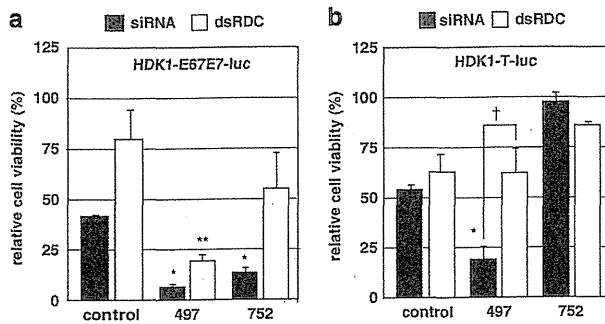 a
siRNA dsRDC
HDK1-E67E7-luc
relative cell viability (%)
125
100
75
50
25
0
*
**
*
control 497 752
b
siRNA dsRDC
HDK1-T-luc
relative cell viability (%)
125
100
75
50
25
0
†
*
control 497 752